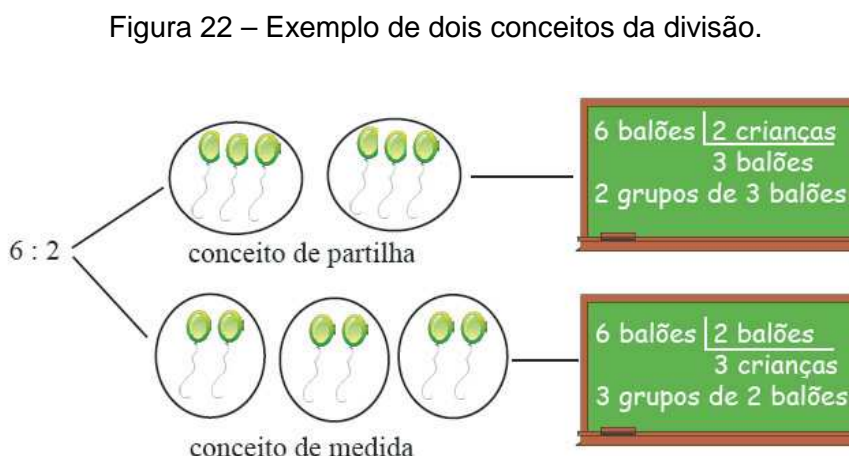 Figura 22 – Exemplo de dois conceitos da divisão.
6 balões 2 crianças
3 balões
2 grupos de 3 balões
conceito de partilha
6 : 2
6 balões 2 balões
3 crianças
3 grupos de 2 balões
conceito de medida